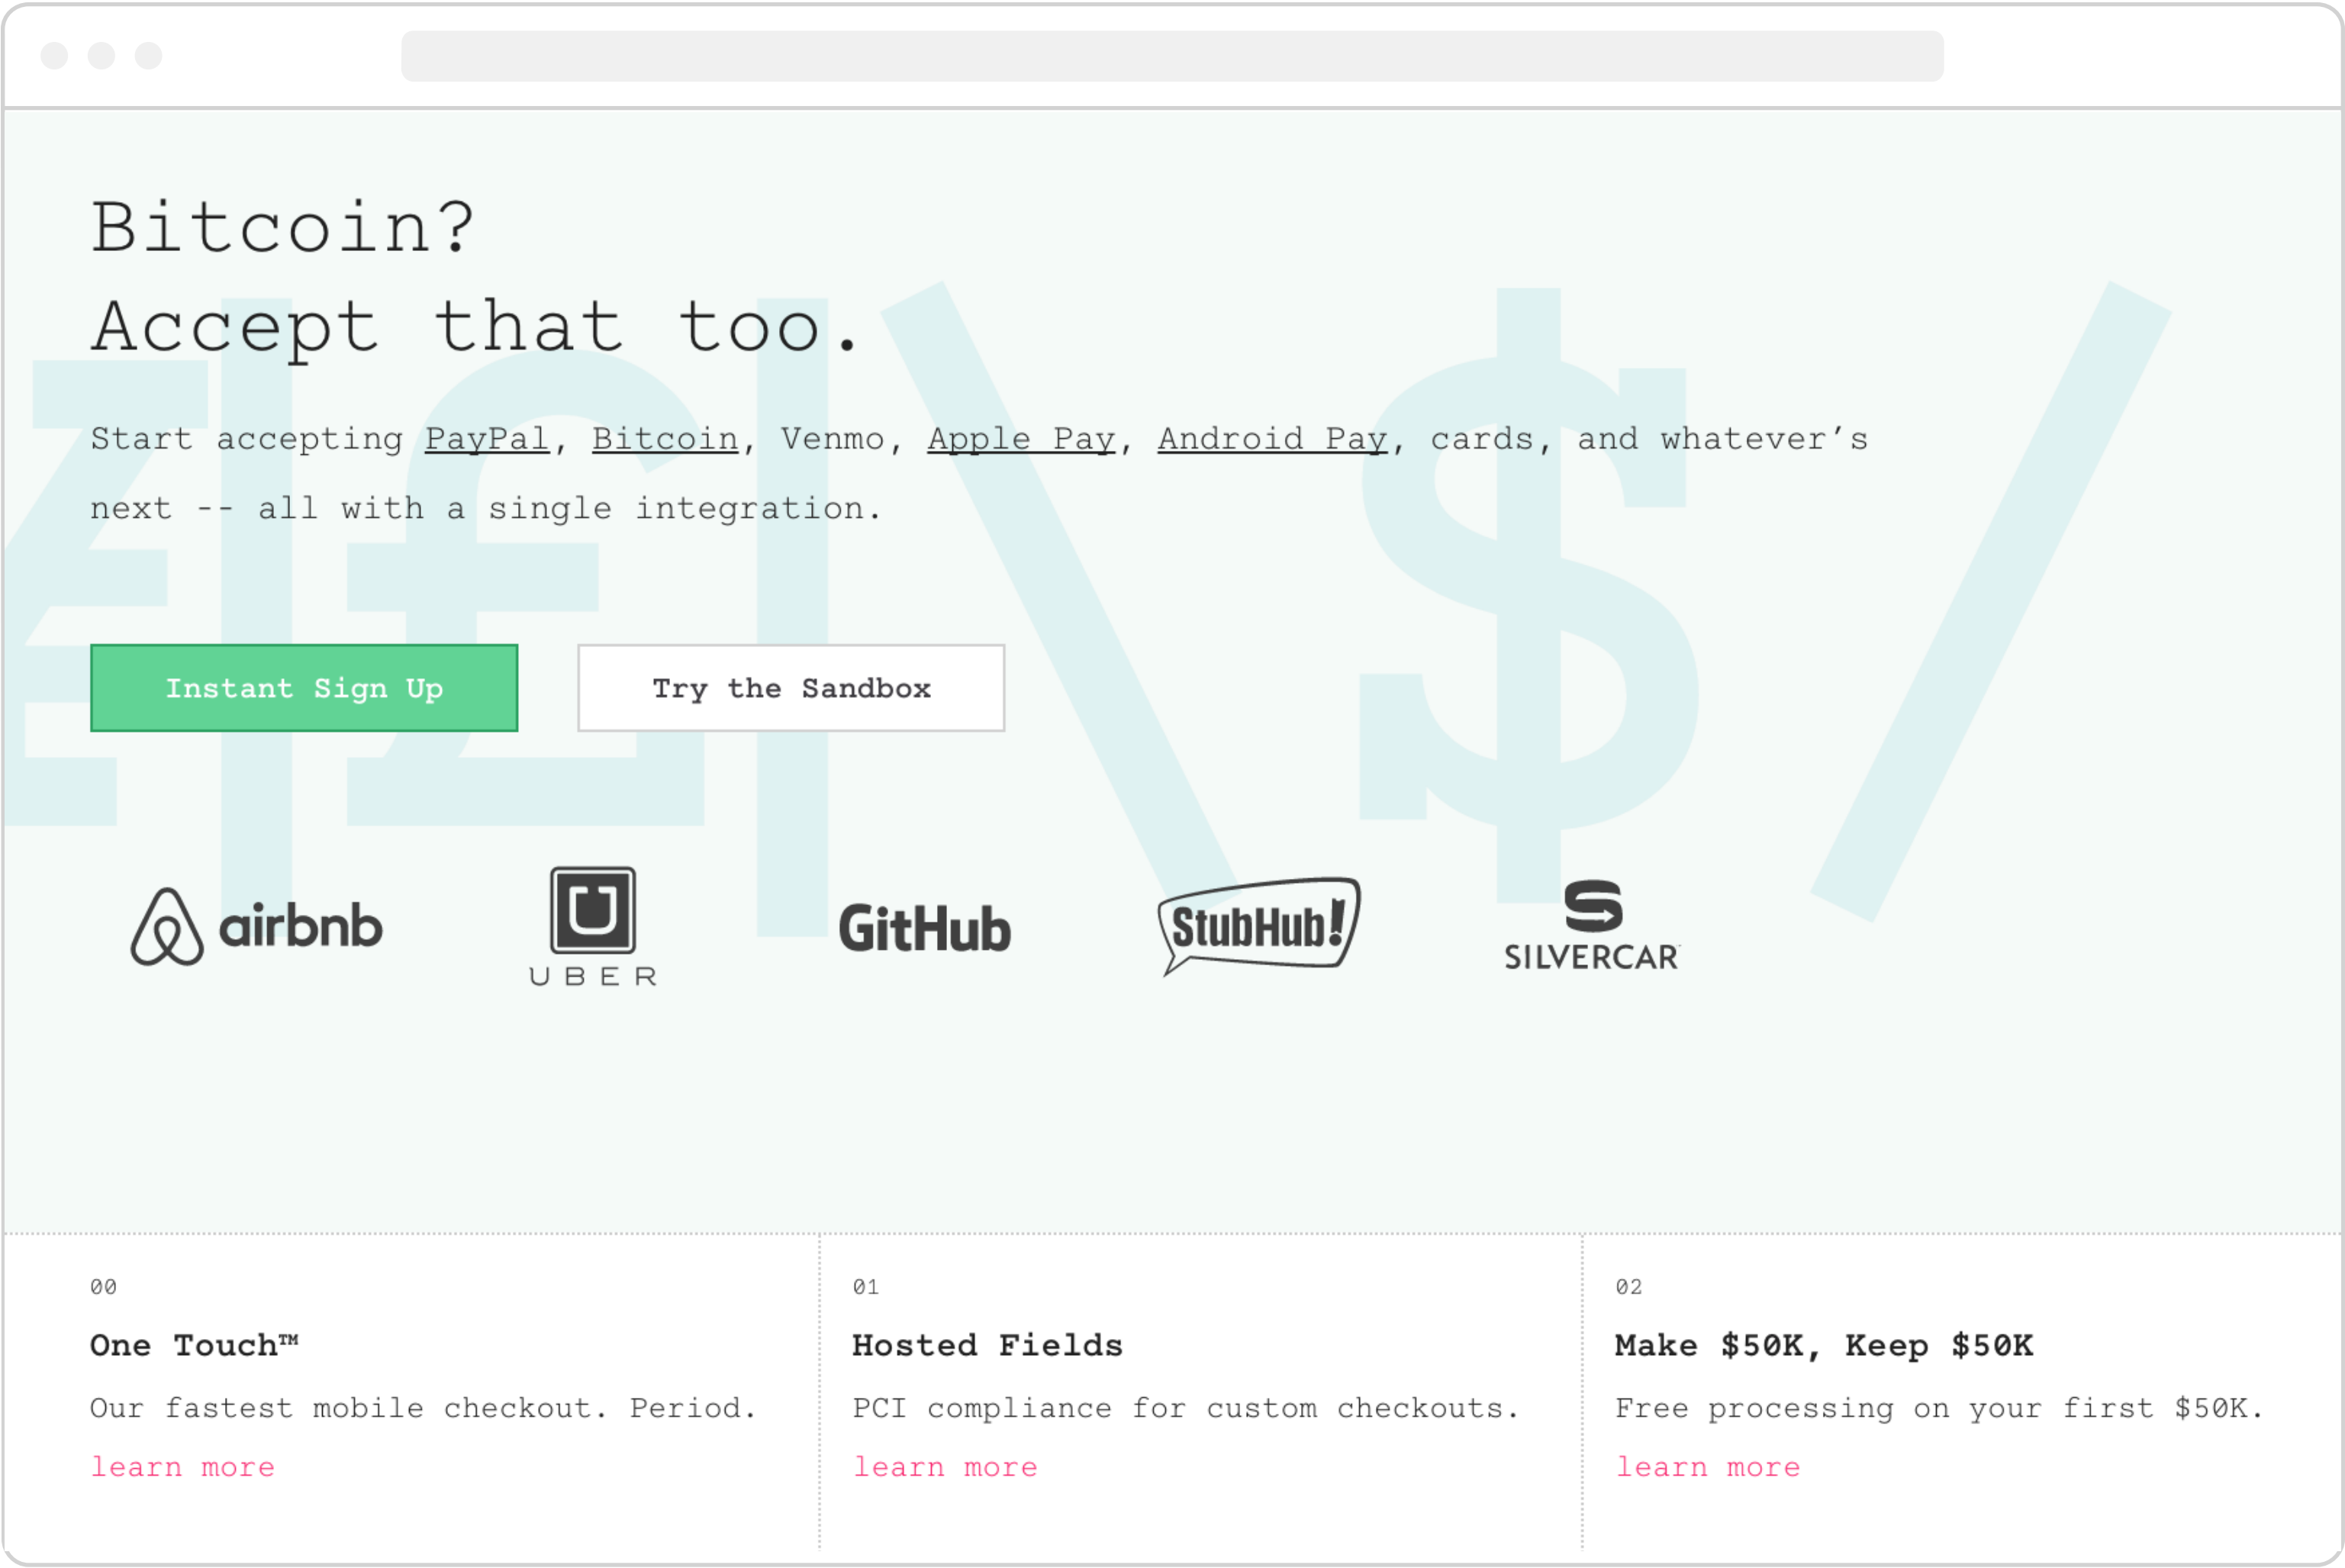 Bitcoin?
Accept that too.
Start accepting PayPal, Bitcoin, Venmo, Apple Pay, Android Pay, cards, and whatever’s
next -- all with a single integration.
Instant Sign Up
Try the Sandbox
airbnb
UBER
GitHub
StubHub!
SILVERCAR
00
One Touch™
Our fastest mobile checkout. Period.
learn more
01
Hosted Fields
PCI compliance for custom checkouts.
learn more
02
Make $50K, Keep $50K
Free processing on your first $50K.
learn more